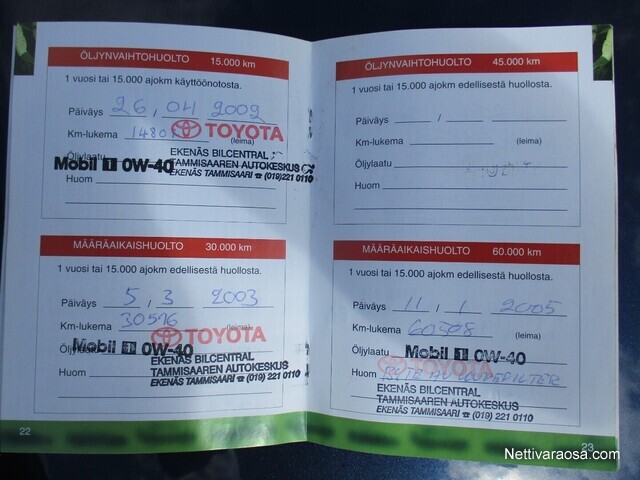 ÖLJYNVAIHTOHUOLTO 15.000 km
1 vuosi tai 15.000 ajokm käyttöönotosta.
Päiväys 26 / 04 2002
Km-lukema 1480 TOYOTA (leima)
EKENÄS BILCENTRAL
Öljylaatu Mobil 1 0W-40 TAMMISAAREN AUTOKESKUS OY
EKENÄS TAMMISAARI ☎ (019)221 0110
Huom
MÄÄRÄAIKAISHUOLTO 30.000 km
1 vuosi tai 15.000 ajokm edellisestä huollosta.
Päiväys 5 / 3 2003
Km-lukema 30516 TOYOTA (leima)
Öljylaatu Mobil 1 0W-40
EKENÄS BILCENTRAL
Huom TAMMISAAREN AUTOKESKUS
EKENÄS TAMMISAARI ☎ (019) 221 0110
22
ÖLJYNVAIHTOHUOLTO 45.000 km
1 vuosi tai 15.000 ajokm edellisestä huollosta.
Päiväys /
Km-lukema (leima)
Öljylaatu
Huom
MÄÄRÄAIKAISHUOLTO 60.000 km
1 vuosi tai 15.000 ajokm edellisestä huollosta.
Päiväys 11 / 1 2005
Km-lukema 60508 (leima)
Öljylaatu Mobil 1 0W-40
TOYOTA
Huom
EKENÄS BILCENTRAL
TAMMISAAREN AUTOKESKUS
EKENÄS TAMMISAARI ☎ (019) 221 0110
23
Nettivaraosa.com